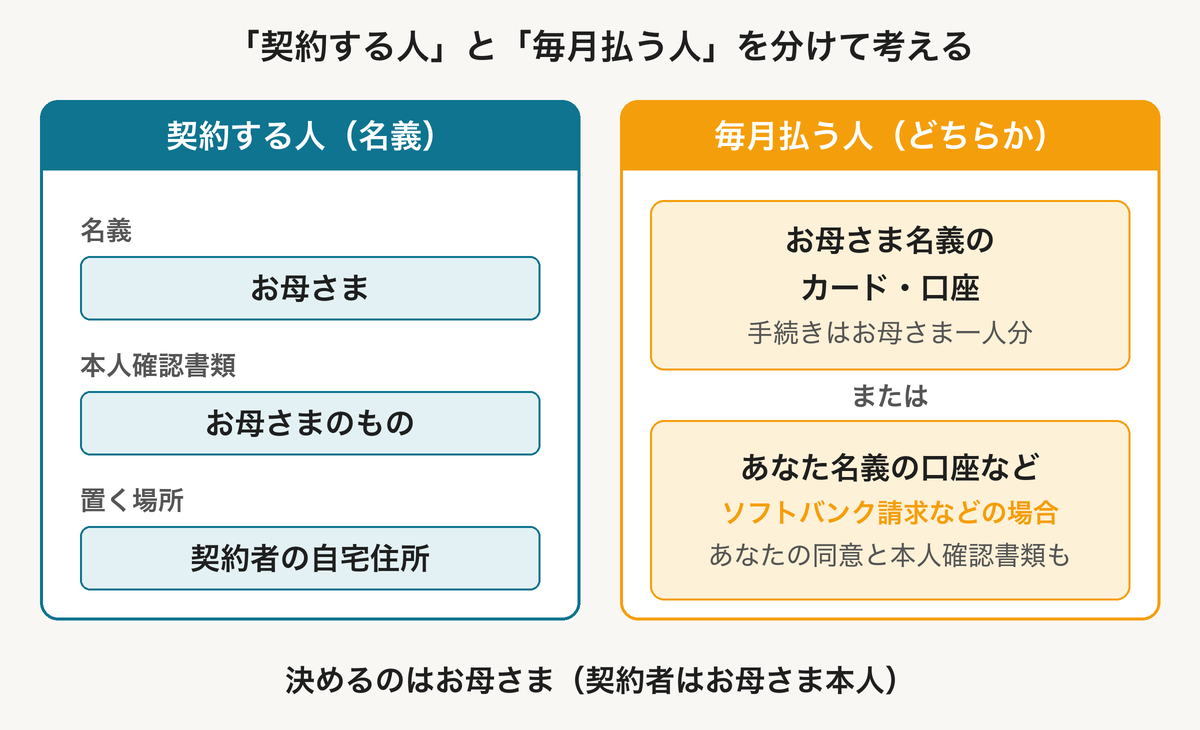 「契約する人」と「毎月払う人」を分けて考える
契約する人（名義）
名義
お母さま
本人確認書類
お母さまのもの
置く場所
契約者の自宅住所
毎月払う人（どちらか）
お母さま名義の
カード・口座
手続きはお母さま一人分
または
あなた名義の口座など
ソフトバンク請求などの場合
あなたの同意と本人確認書類も
決めるのはお母さま（契約者はお母さま本人）